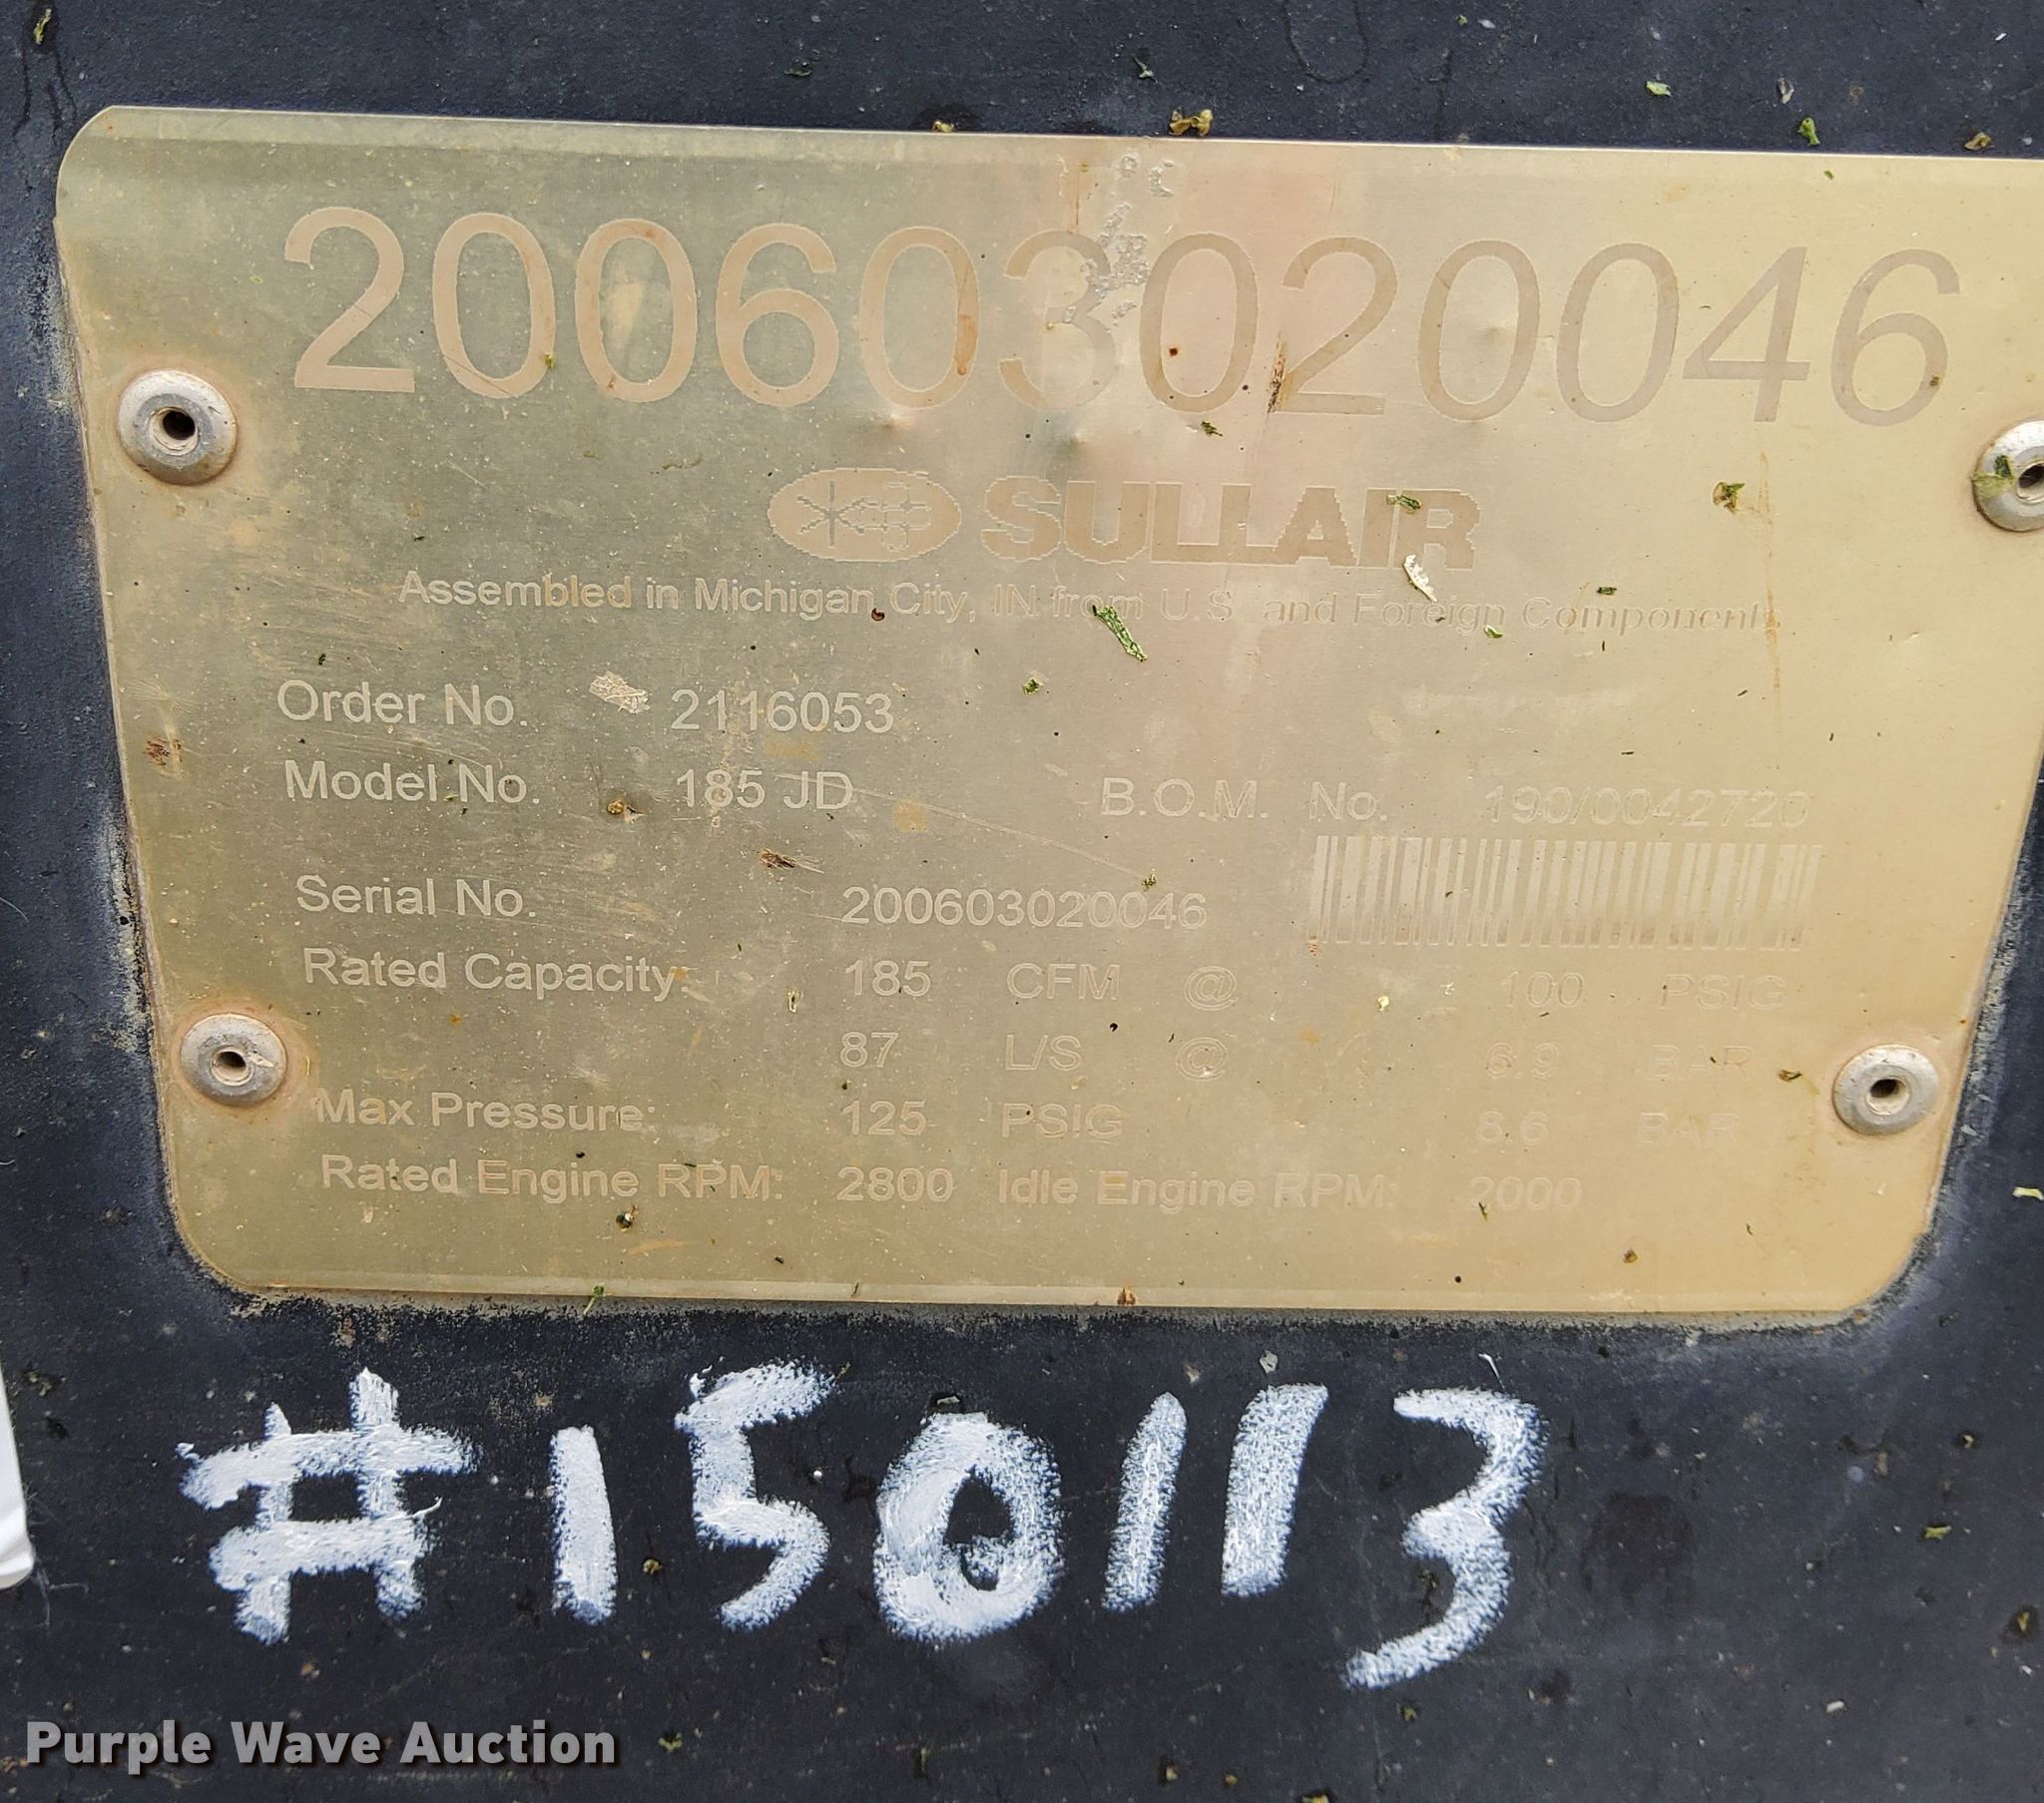 200603020046
SULLAIR
Assembled in Michigan City, IN from U.S. and Foreign Components
Order No. 2116053
Model No. 185 JD B.O.M. No. 190/0042720
Serial No. 200603020046
Rated Capacity: 185 CFM @ 100 PSIG
87 L/S @ 6.9 BAR
Max Pressure: 125 PSIG 8.6 BAR
Rated Engine RPM: 2800 Idle Engine RPM: 2000
#150113
Purple Wave Auction